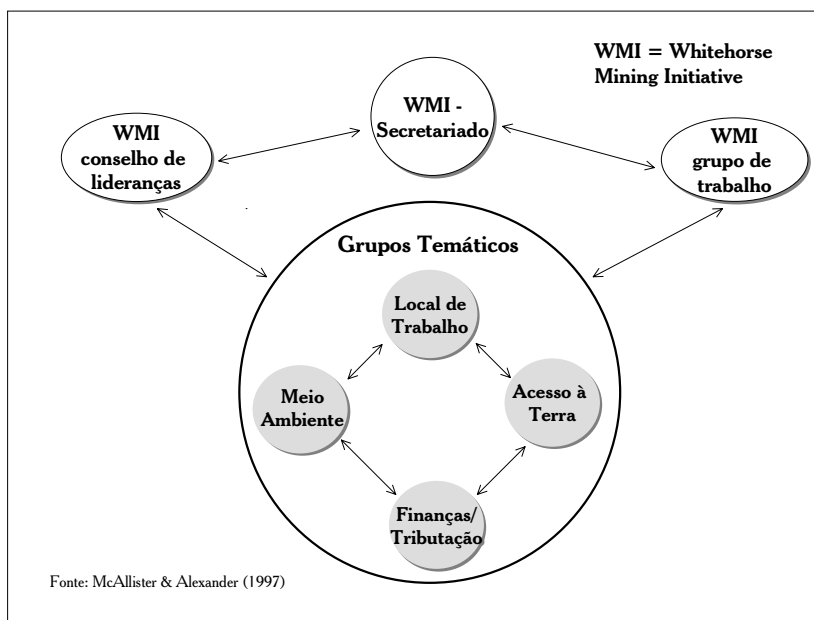 WMI = Whitehorse
Mining Initiative
WMI -
Secretariado
WMI
conselho de
lideranças
WMI
grupo de
trabalho
Grupos Temáticos
Local de
Trabalho
Meio
Ambiente
Acesso à
Terra
Finanças/
Tributação
Fonte: McAllister & Alexander (1997)